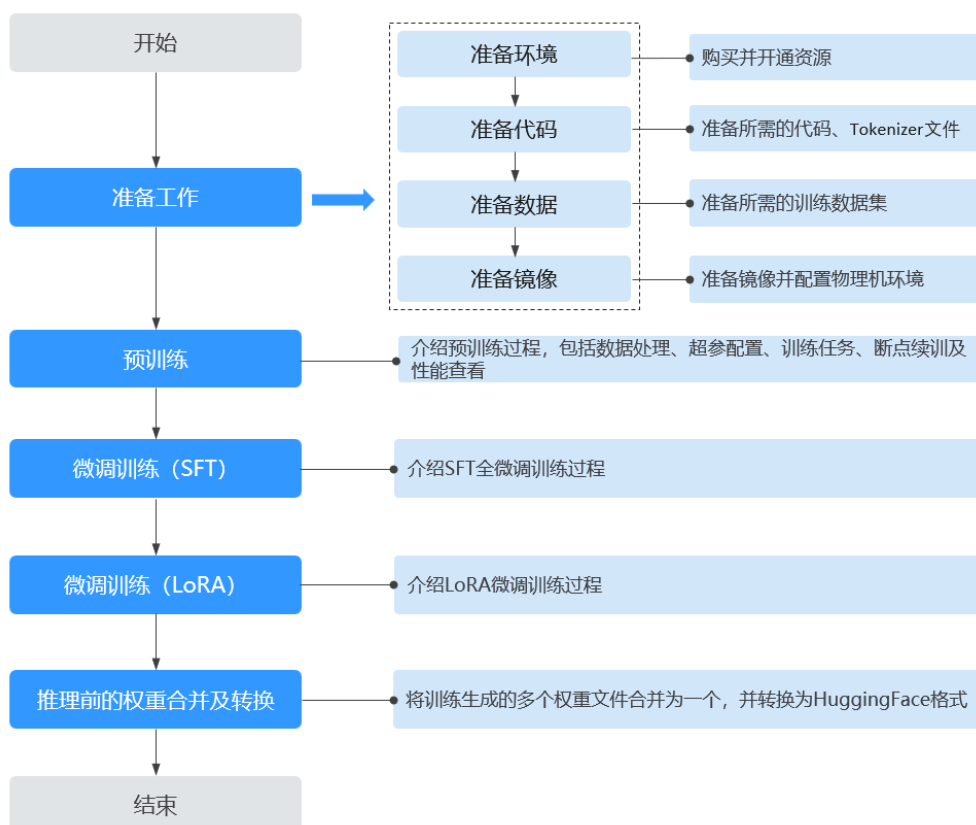 开始
准备环境
购买并开通资源
准备代码
准备所需的代码、Tokenizer文件
准备工作
准备数据
准备所需的训练数据集
准备镜像
准备镜像并配置物理机环境
预训练
介绍预训练过程，包括数据处理、超参配置、训练任务、断点续训及
性能查看
微调训练（SFT）
介绍SFT全微调训练过程
微调训练（LoRA）
介绍LoRA微调训练过程
推理前的权重合并及转换
将训练生成的多个权重文件合并为一个，并转换为HuggingFace格式
结束